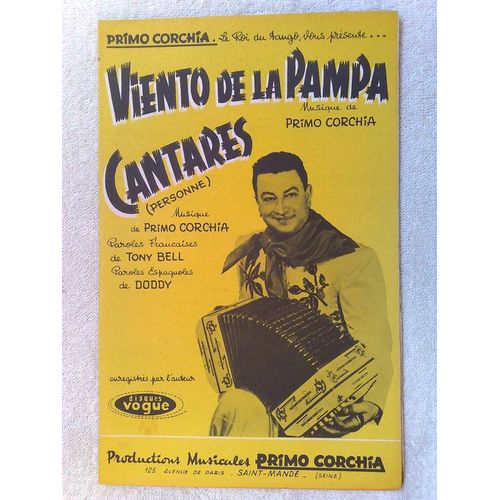 PRIMO CORCHIA. Le Roi du tango, vous présente...
VIENTO DE LA PAMPA
Musique de
PRIMO CORCHIA
CANTARES
(PERSONNE)
Musique
de PRIMO CORCHIA
Paroles Francaises
de TONY BELL
Paroles Espagnoles
de DODDY
enregistrés par l'auteur
disques
vogue
Productions Musicales PRIMO CORCHIA
125 AVENUE DE PARIS - SAINT-MANDÉ - (SEINE)